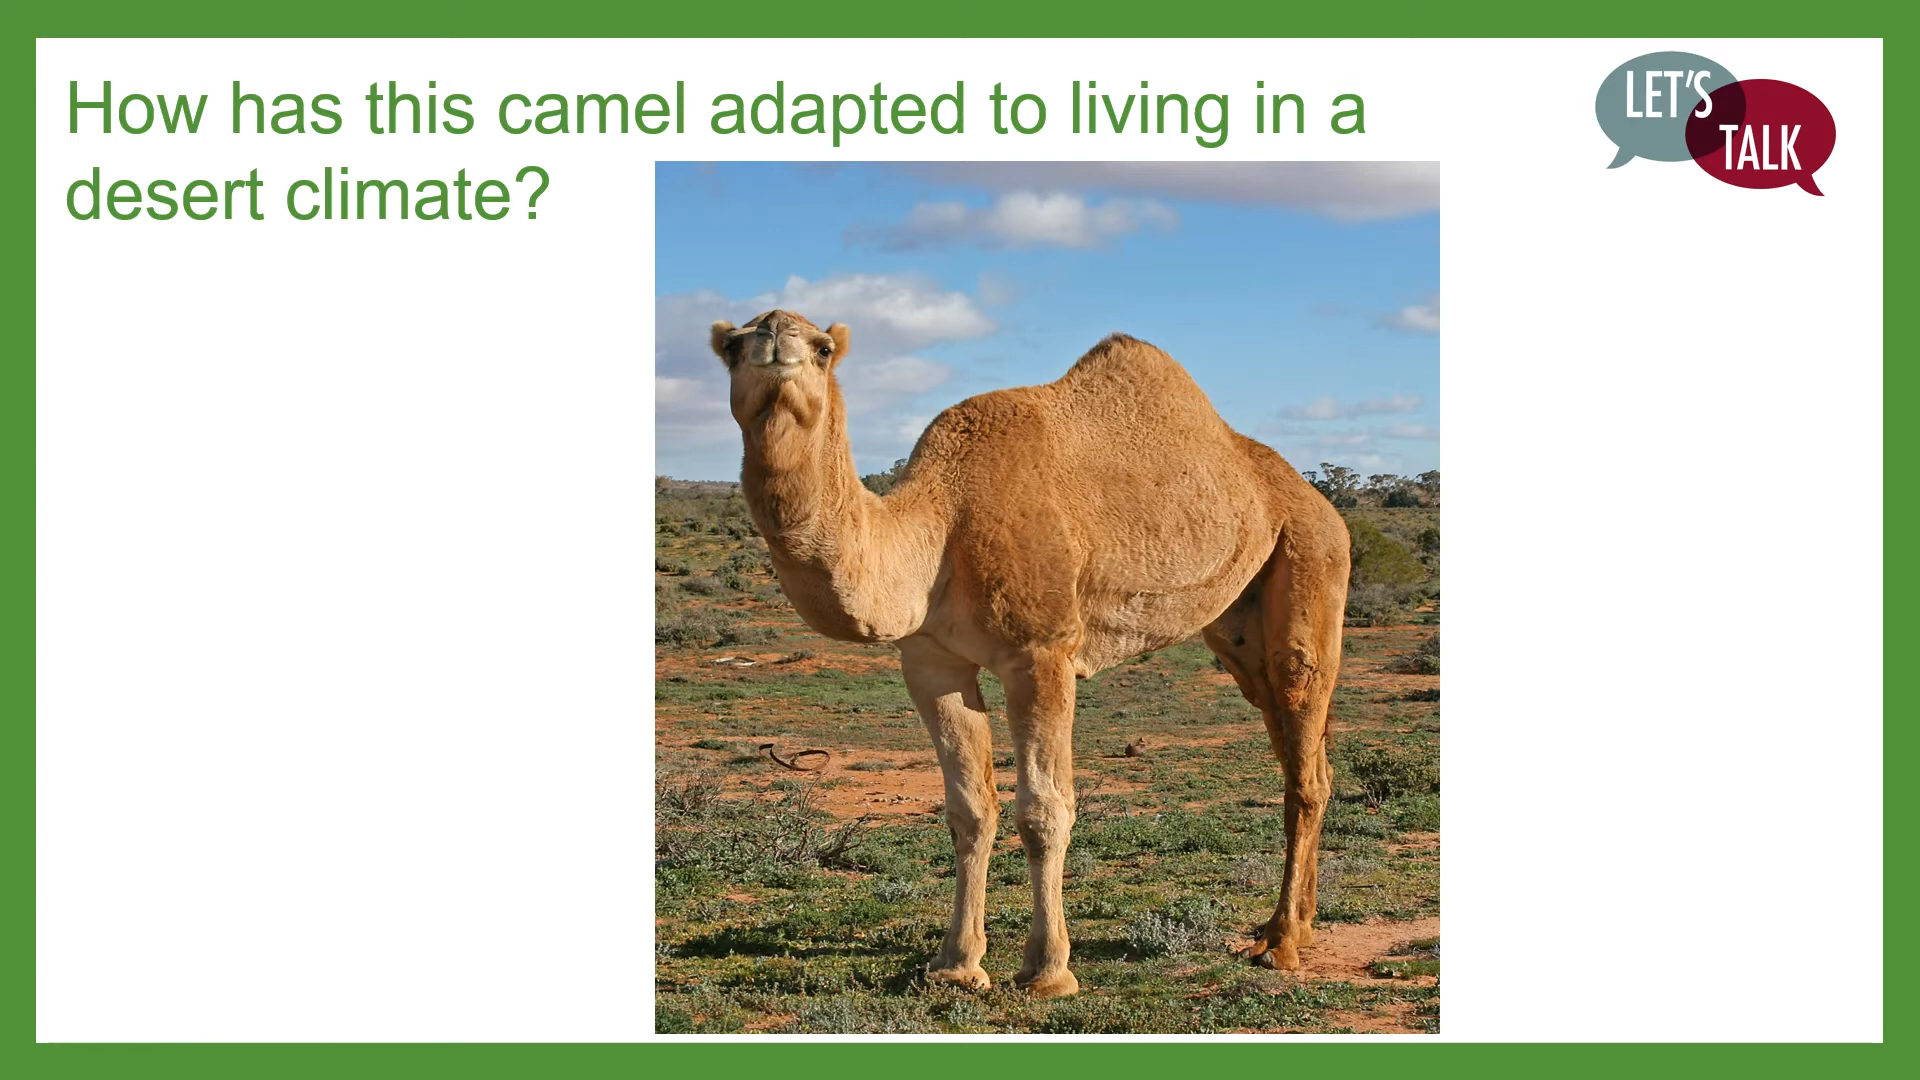 How has this camel adapted to living in a
desert climate?
LET'S
TALK